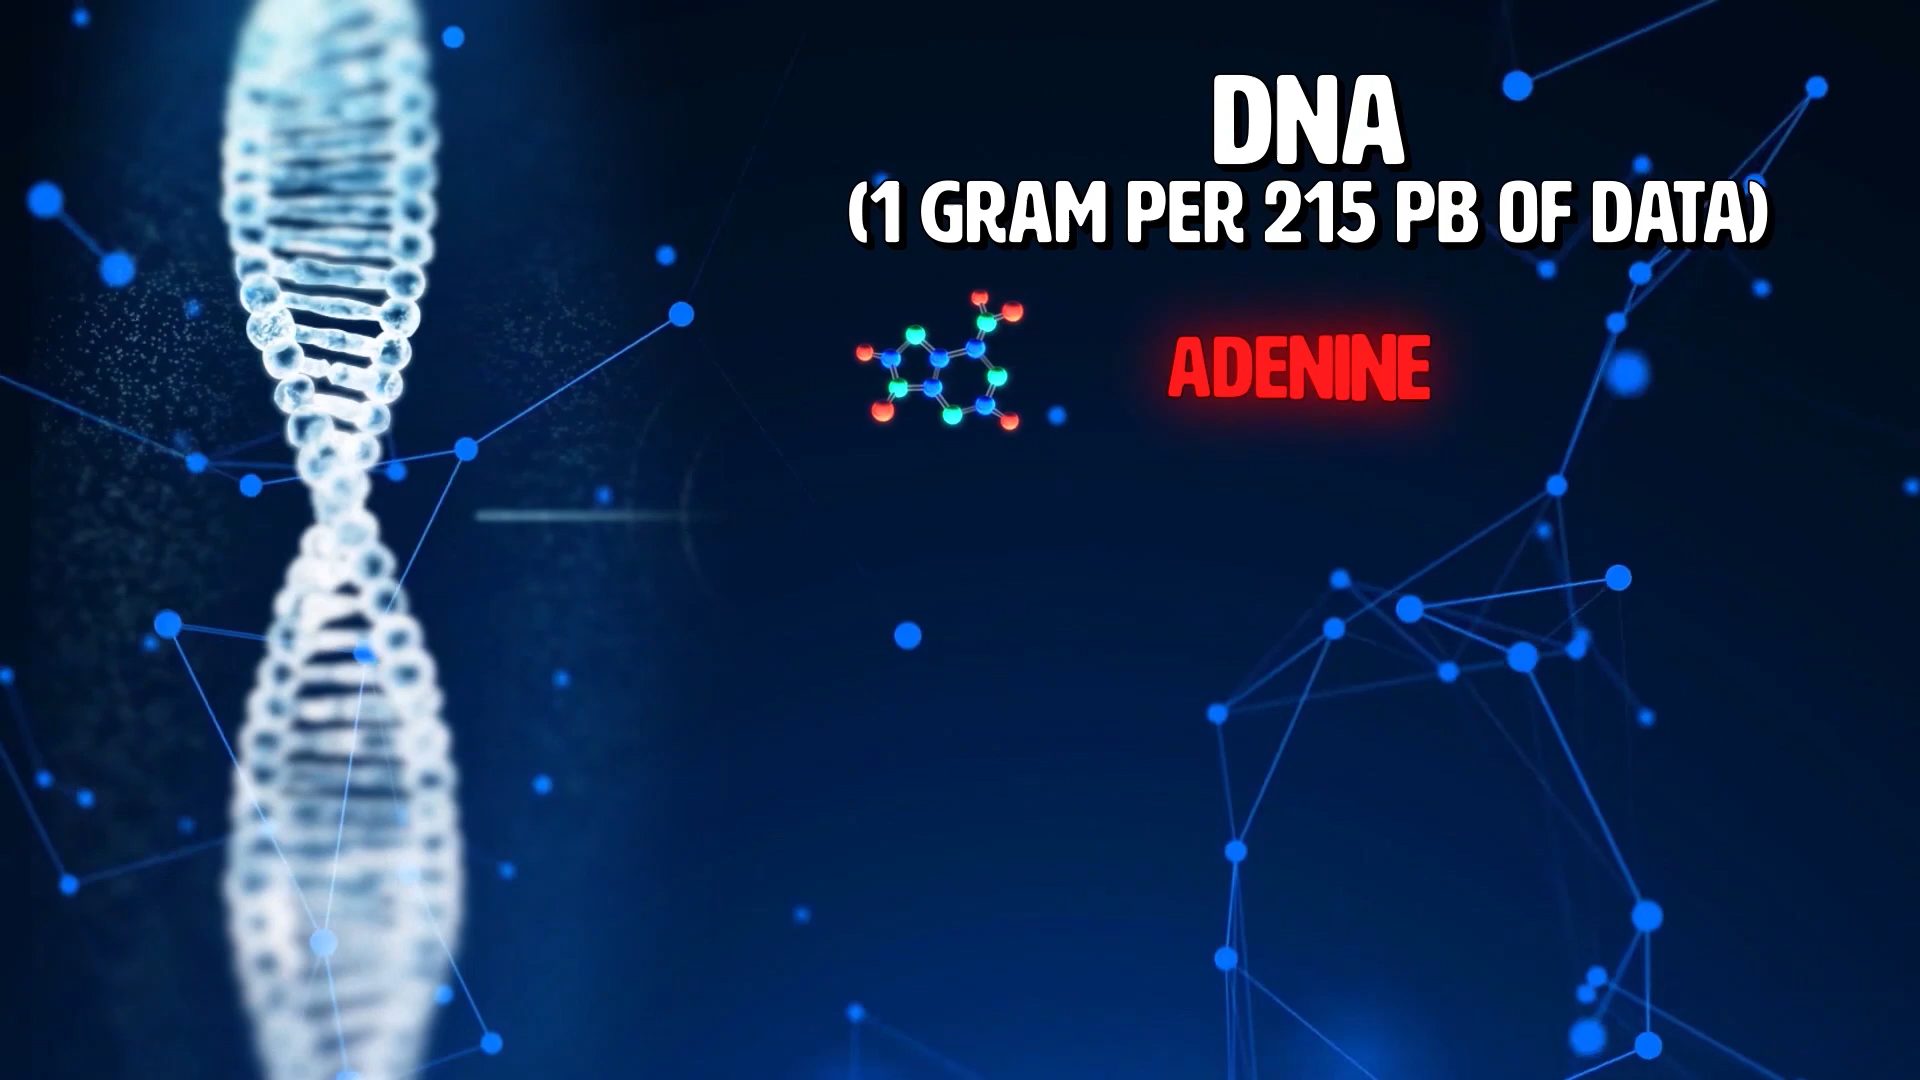 DNA
(1 GRAM PER 215 PB OF DATA)
ADENINE